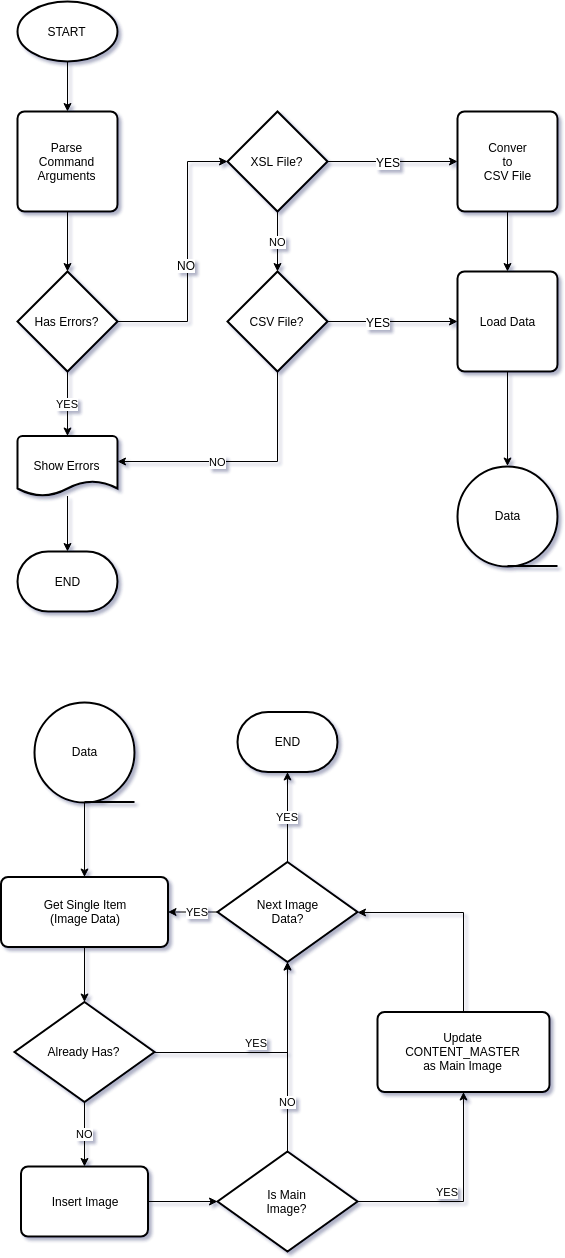 START
Parse
Command
Arguments
XSL File?
YES
Conver
to
CSV File
NO
NO
Has Errors?
CSV File?
YES
Load Data
YES
Show Errors
NO
Data
END
Data
END
YES
Get Single Item
(Image Data)
YES
Next Image
Data?
Already Has?
YES
Update
CONTENT_MASTER
as Main Image
NO
NO
Insert Image
Is Main
Image?
YES